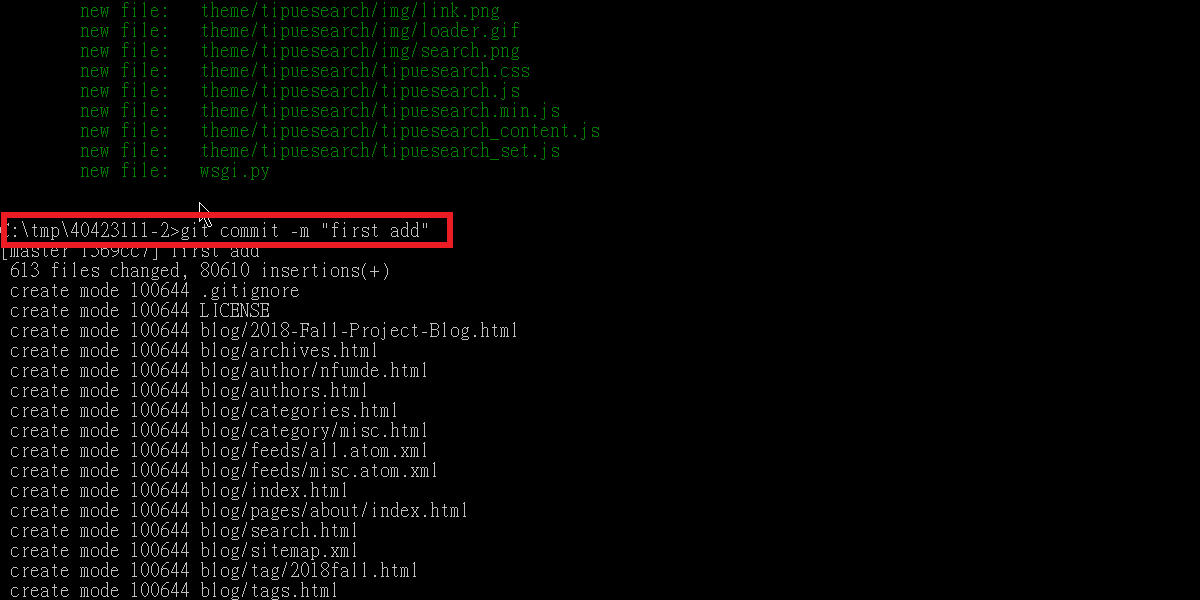 new file:   theme/tipuesearch/img/link.png
new file:   theme/tipuesearch/img/loader.gif
new file:   theme/tipuesearch/img/search.png
new file:   theme/tipuesearch/tipuesearch.css
new file:   theme/tipuesearch/tipuesearch.js
new file:   theme/tipuesearch/tipuesearch.min.js
new file:   theme/tipuesearch/tipuesearch_content.js
new file:   theme/tipuesearch/tipuesearch_set.js
new file:   wsgi.py
C:\tmp\40423111-2>git commit -m "first add"
[master 1569cc7] first add
613 files changed, 80610 insertions(+)
create mode 100644 .gitignore
create mode 100644 LICENSE
create mode 100644 blog/2018-Fall-Project-Blog.html
create mode 100644 blog/archives.html
create mode 100644 blog/author/nfumde.html
create mode 100644 blog/authors.html
create mode 100644 blog/categories.html
create mode 100644 blog/category/misc.html
create mode 100644 blog/feeds/all.atom.xml
create mode 100644 blog/feeds/misc.atom.xml
create mode 100644 blog/index.html
create mode 100644 blog/pages/about/index.html
create mode 100644 blog/search.html
create mode 100644 blog/sitemap.xml
create mode 100644 blog/tag/2018fall.html
create mode 100644 blog/tags.html